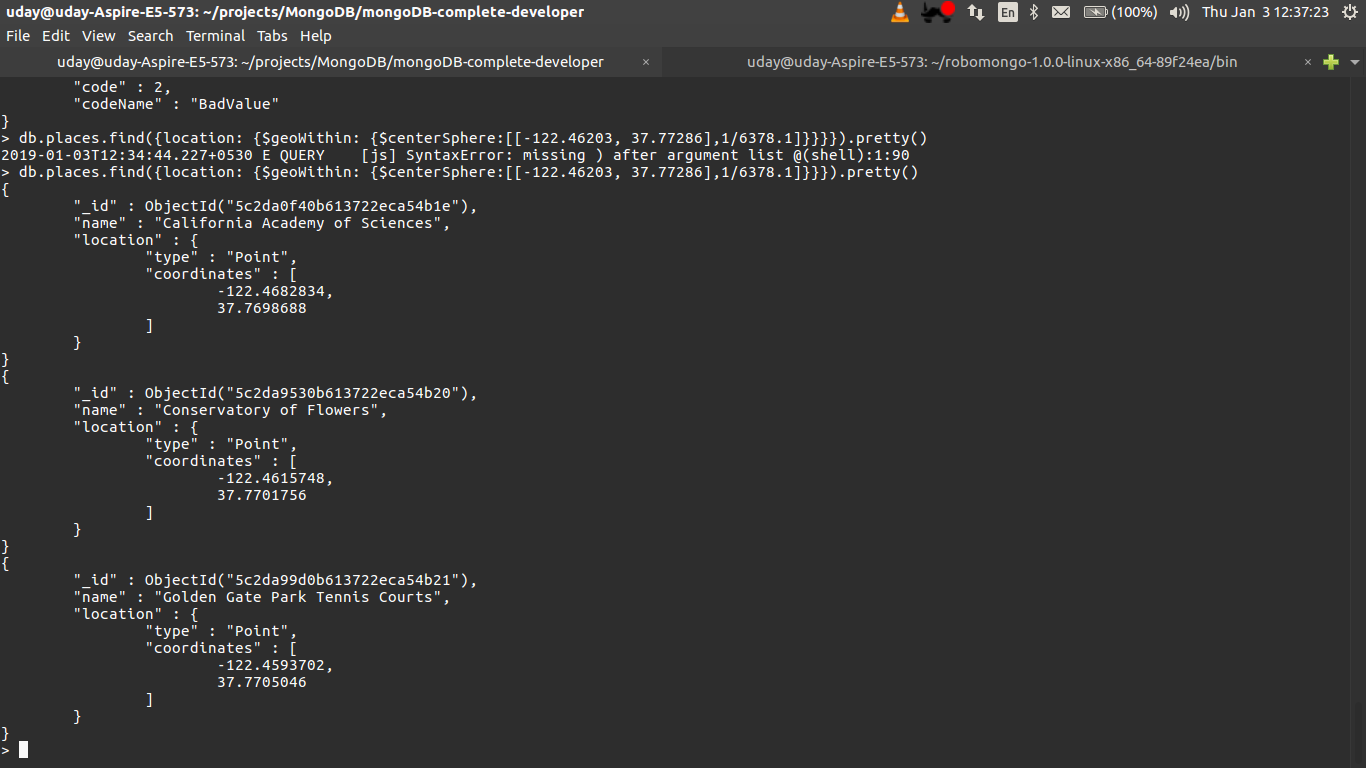 uday@uday-Aspire-E5-573: ~/projects/MongoDB/mongoDB-complete-developer
En
(100%)
Thu Jan 3 12:37:23
File Edit View Search Terminal Tabs Help
uday@uday-Aspire-E5-573: ~/projects/MongoDB/mongoDB-complete-developer ×
uday@uday-Aspire-E5-573: ~/robomongo-1.0.0-linux-x86_64-89f24ea/bin ×
        "code" : 2,
        "codeName" : "BadValue"
}
> db.places.find({location: {$geoWithin: {$centerSphere:[[-122.46203, 37.77286],1/6378.1]}}}}).pretty()
2019-01-03T12:34:44.227+0530 E QUERY    [js] SyntaxError: missing ) after argument list @(shell):1:90
> db.places.find({location: {$geoWithin: {$centerSphere:[[-122.46203, 37.77286],1/6378.1]}}}).pretty()
{
        "_id" : ObjectId("5c2da0f40b613722eca54b1e"),
        "name" : "California Academy of Sciences",
        "location" : {
                "type" : "Point",
                "coordinates" : [
                        -122.4682834,
                        37.7698688
                ]
        }
}
{
        "_id" : ObjectId("5c2da9530b613722eca54b20"),
        "name" : "Conservatory of Flowers",
        "location" : {
                "type" : "Point",
                "coordinates" : [
                        -122.4615748,
                        37.7701756
                ]
        }
}
{
        "_id" : ObjectId("5c2da99d0b613722eca54b21"),
        "name" : "Golden Gate Park Tennis Courts",
        "location" : {
                "type" : "Point",
                "coordinates" : [
                        -122.4593702,
                        37.7705046
                ]
        }
}
>